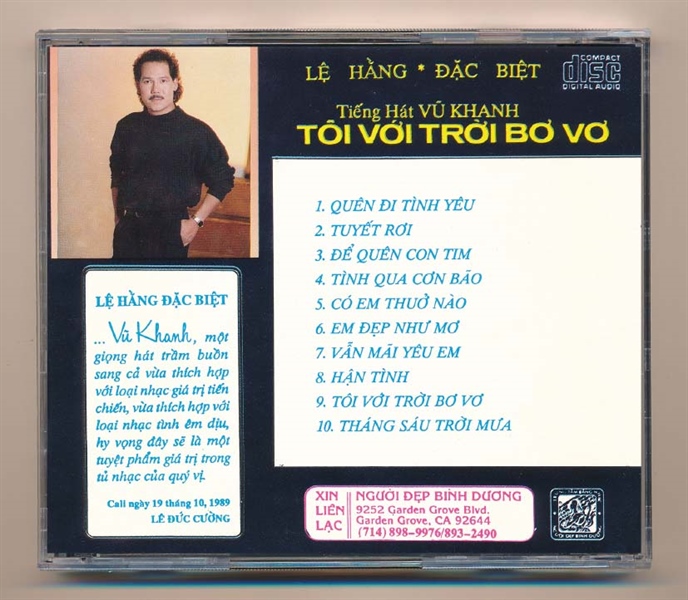 LỆ HẰNG * ĐẶC BIỆT
COMPACT
disc
DIGITAL AUDIO
Tiếng Hát VŨ KHANH
TÔI VỚI TRỜI BƠ VƠ
1. QUÊN ĐI TÌNH YÊU
2. TUYẾT RƠI
3. ĐỂ QUÊN CON TIM
4. TÌNH QUA CƠN BÃO
5. CÓ EM THUỞ NÀO
6. EM ĐẸP NHƯ MƠ
7. VẪN MÃI YÊU EM
8. HẬN TÌNH
9. TÔI VỚI TRỜI BƠ VƠ
10. THÁNG SÁU TRỜI MƯA
LỆ HẰNG ĐẶC BIỆT
... Vũ Khanh, một
giọng hát trầm buồn
sang cả vừa thích hợp
với loại nhạc giá trị tiền
chiến, vừa thích hợp với
loại nhạc tình êm dịu,
hy vọng đây sẽ là một
tuyệt phẩm giá trị trong
tủ nhạc của quý vị.
Cali ngày 19 tháng 10, 1989
LÊ ĐỨC CƯỜNG
XIN
LIÊN
LẠC
NGƯỜI ĐẸP BÌNH DƯƠNG
9252 Garden Grove Blvd.
Garden Grove, CA 92644
(714) 898-9976/893-2490